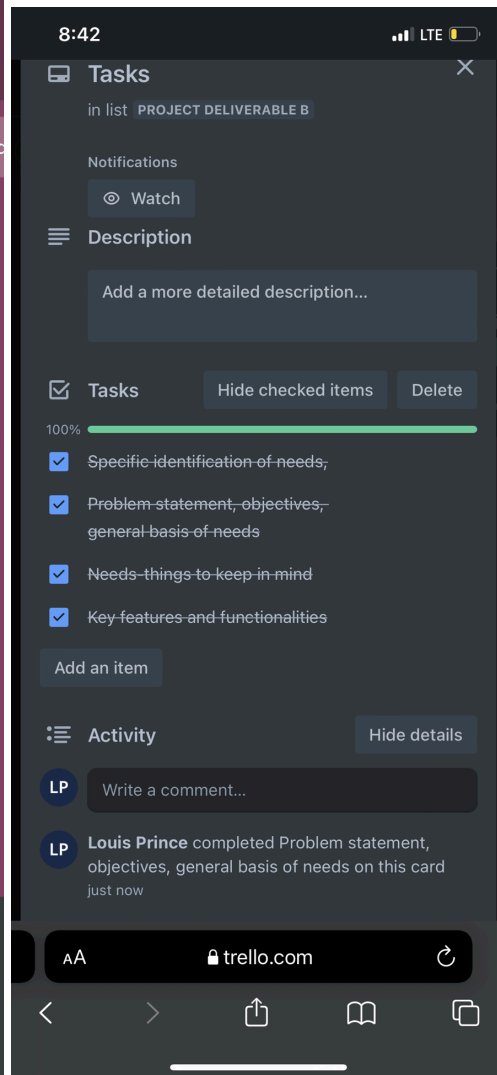 8:42
LTE
Tasks
in list PROJECT DELIVERABLE B
Notifications
Watch
Description
Add a more detailed description...
Tasks
Hide checked items
Delete
100%
Specific identification of needs,
Problem statement, objectives,
general basis of needs
Needs-things to keep in mind
Key features and functionalities
Add an item
Activity
Hide details
LP
Write a comment...
LP
Louis Prince completed Problem statement,
objectives, general basis of needs on this card
just now
AA
trello.com